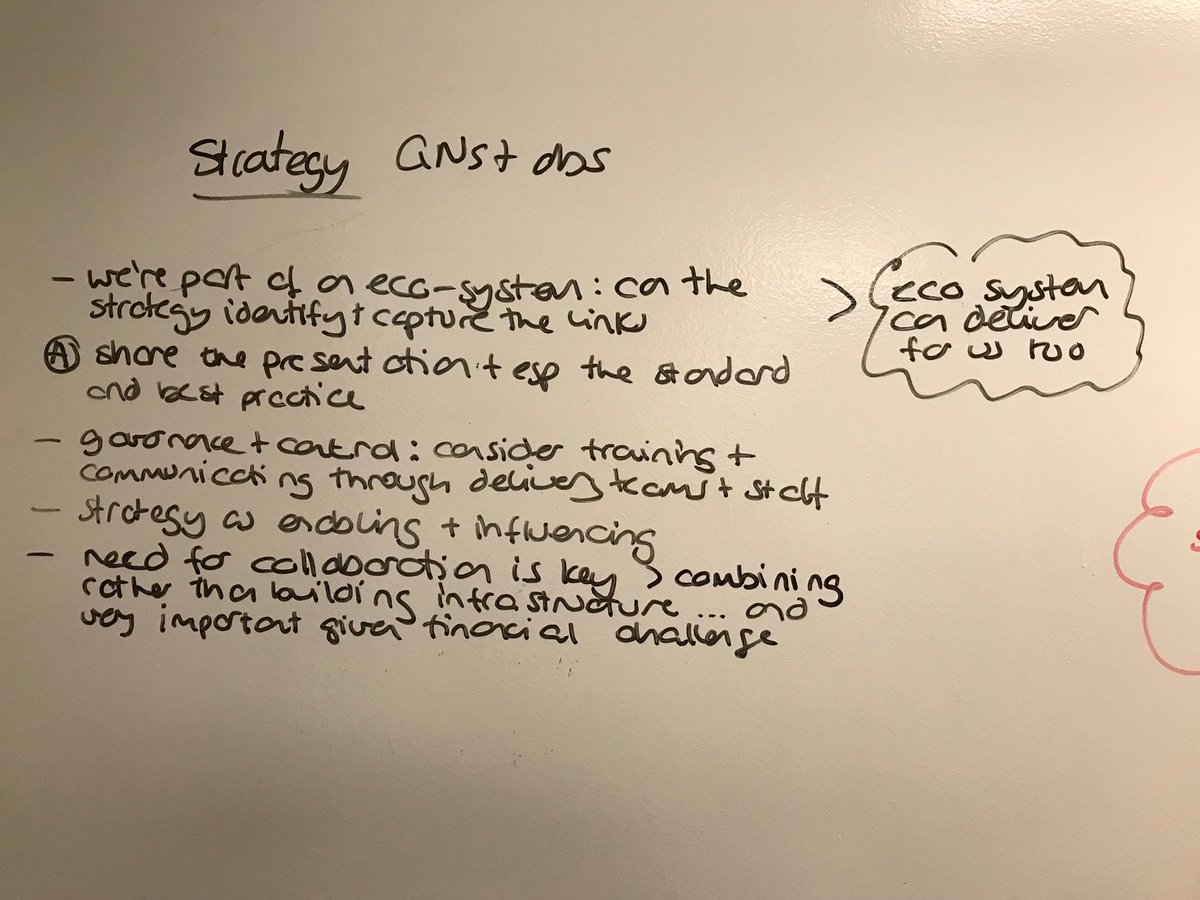 Strategy QNs + obs
- we're part of an eco-system: can the
strategy identify + capture the links
> eco system
can deliver
for us too
Ⓐ share the presentation + esp the standard
and best practice
- governance + control: consider training +
communicating through delivery teams + staff
- strategy as enabling + influencing
- need for collaboration is key > combining
rather than building infrastructure ... and
very important given financial challenge